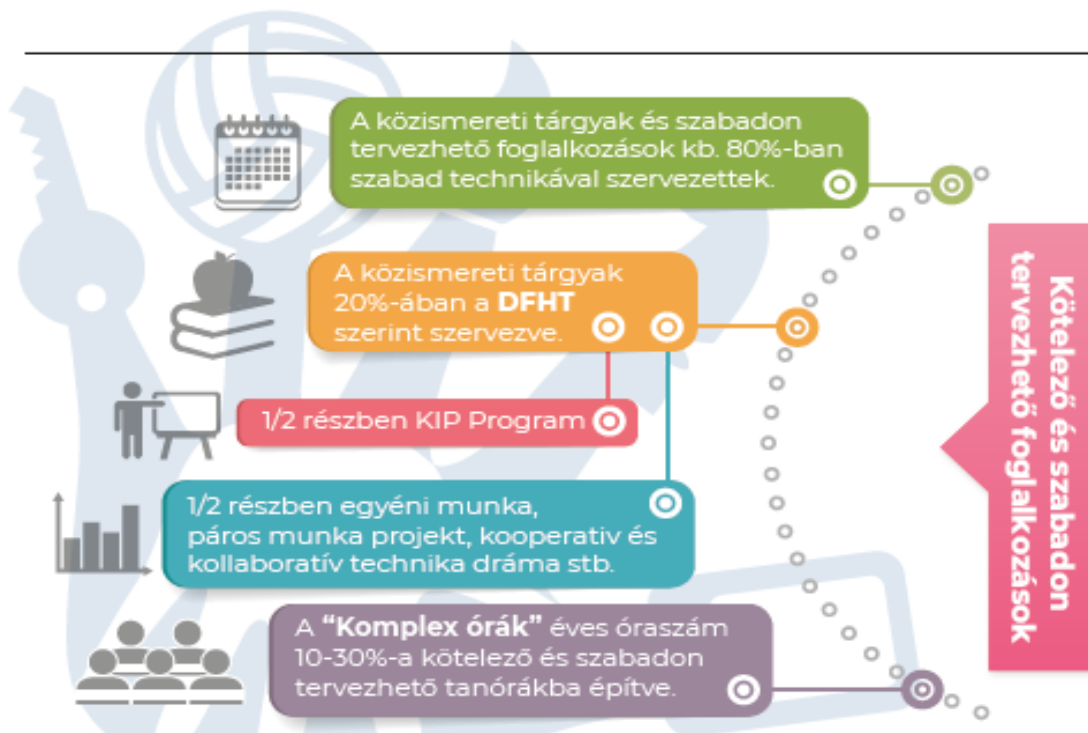 A közismereti tárgyak és szabadon
tervezhető foglalkozások kb. 80%-ban
szabad technikával szervezettek.
A közismereti tárgyak
20%-ában a DFHT
szerint szervezve.
1/2 részben KIP Program
1/2 részben egyéni munka,
páros munka projekt, kooperativ és
kollaboratív technika dráma stb.
A “Komplex órák” éves óraszám
10-30%-a kötelező és szabadon
tervezhető tanórákba építve.
Kötelező és szabadon
tervezhető foglalkozások